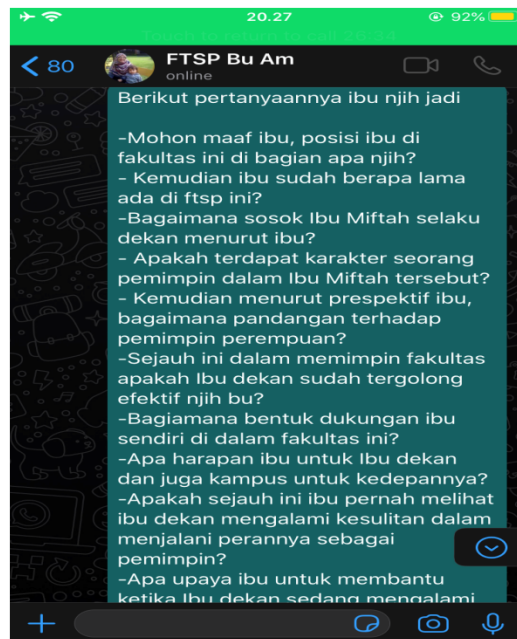 20.27
92%
Touch to return to call 26:34
80
FTSP Bu Am
online
Berikut pertanyaannya ibu njih jadi
-Mohon maaf ibu, posisi ibu di
fakultas ini di bagian apa njih?
- Kemudian ibu sudah berapa lama
ada di ftsp ini?
-Bagaimana sosok Ibu Miftah selaku
dekan menurut ibu?
- Apakah terdapat karakter seorang
pemimpin dalam Ibu Miftah tersebut?
- Kemudian menurut prespektif ibu,
bagaimana pandangan terhadap
pemimpin perempuan?
-Sejauh ini dalam memimpin fakultas
apakah Ibu dekan sudah tergolong
efektif njih bu?
-Bagiamana bentuk dukungan ibu
sendiri di dalam fakultas ini?
-Apa harapan ibu untuk Ibu dekan
dan juga kampus untuk kedepannya?
-Apakah sejauh ini ibu pernah melihat
ibu dekan mengalami kesulitan dalam
menjalani perannya sebagai
pemimpin?
-Apa upaya ibu untuk membantu
ketika Ibu dekan sedang mengalami